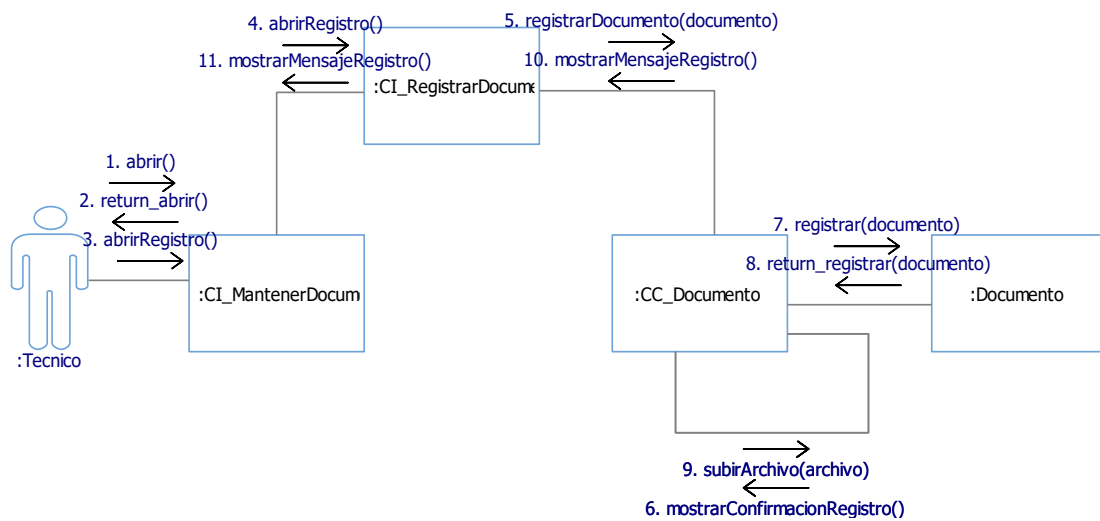 4. abrirRegistro()
5. registrarDocumento(documento)
11. mostrarMensajeRegistro()
10. mostrarMensajeRegistro()
:CI_RegistrarDocume
1. abrir()
2. return_abrir()
3. abrirRegistro()
7. registrar(documento)
8. return_registrar(documento)
:CI_MantenerDocum
:CC_Documento
:Documento
:Tecnico
9. subirArchivo(archivo)
6. mostrarConfirmacionRegistro()